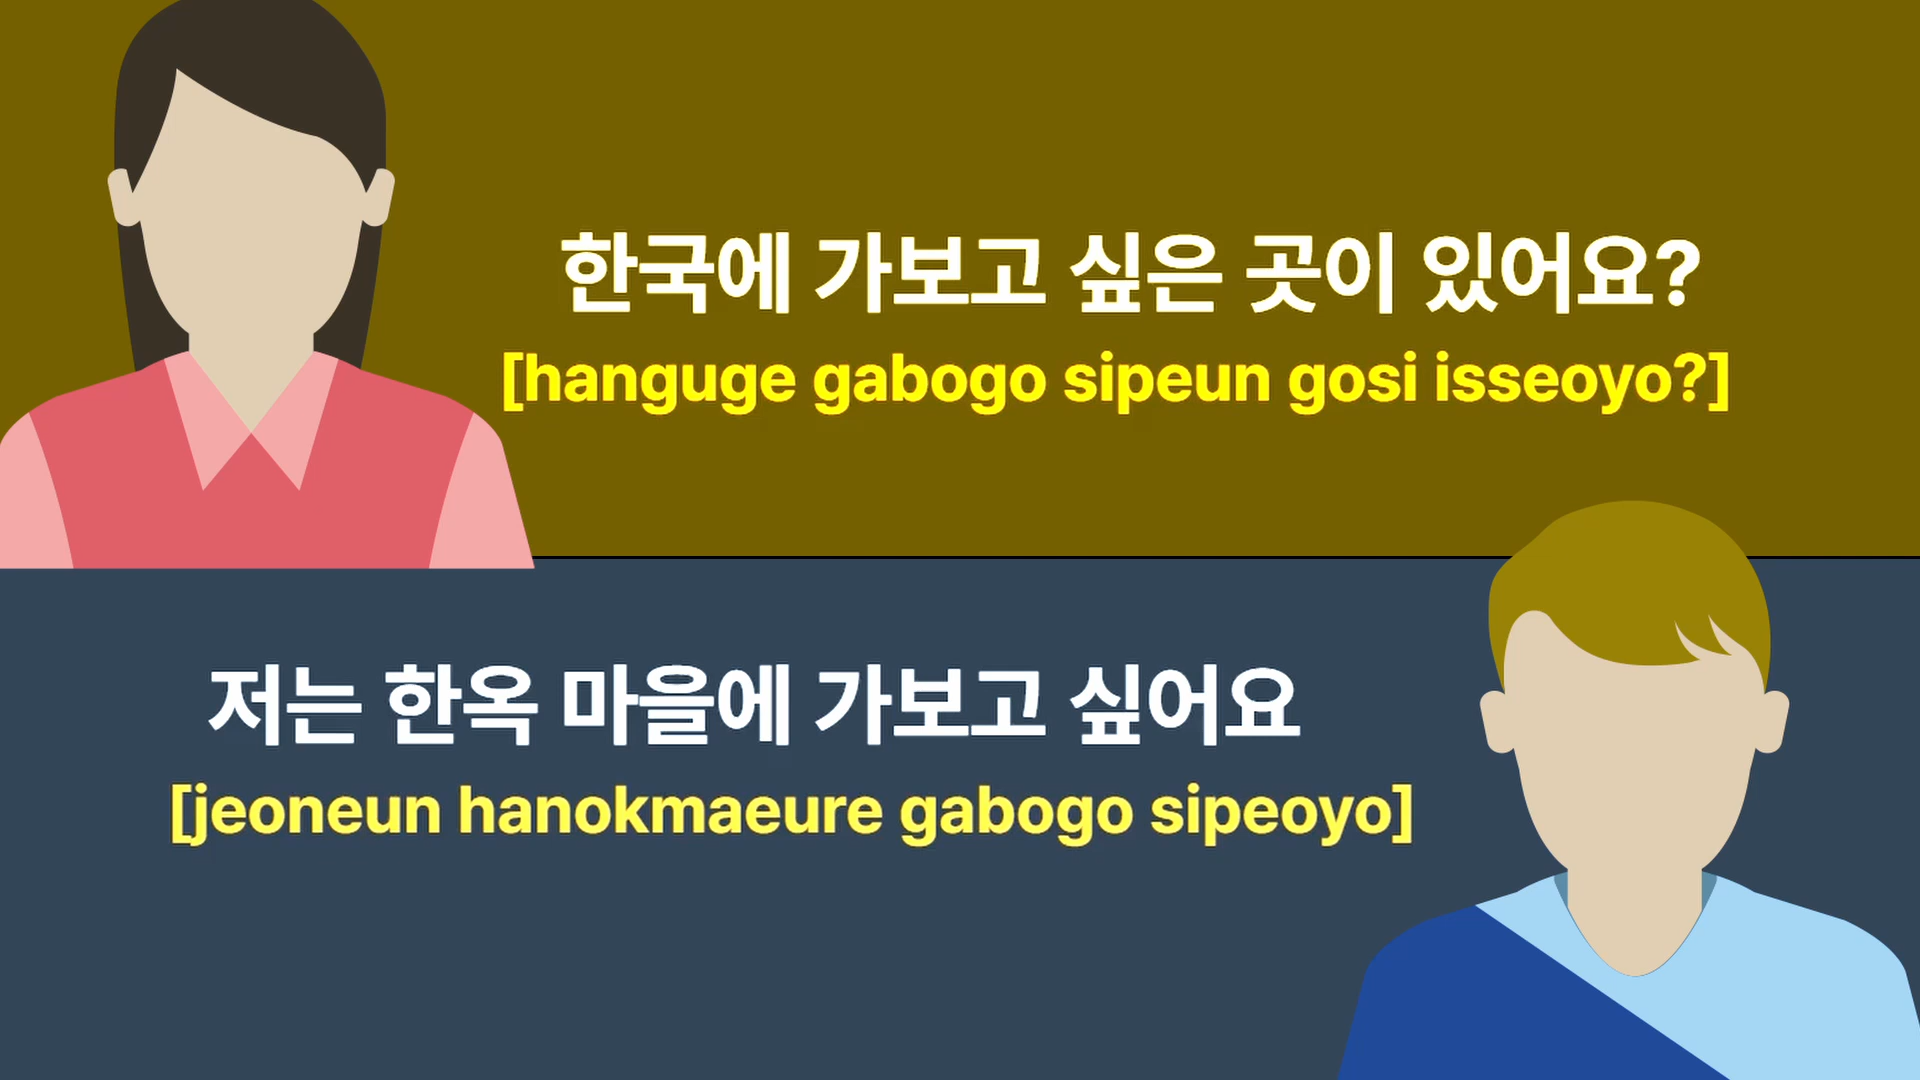 한국에 가보고 싶은 곳이 있어요?
[hanguge gabogo sipeun gosi isseoyo?]
저는 한옥 마을에 가보고 싶어요
[jeoneun hanokmaeure gabogo sipeoyo]